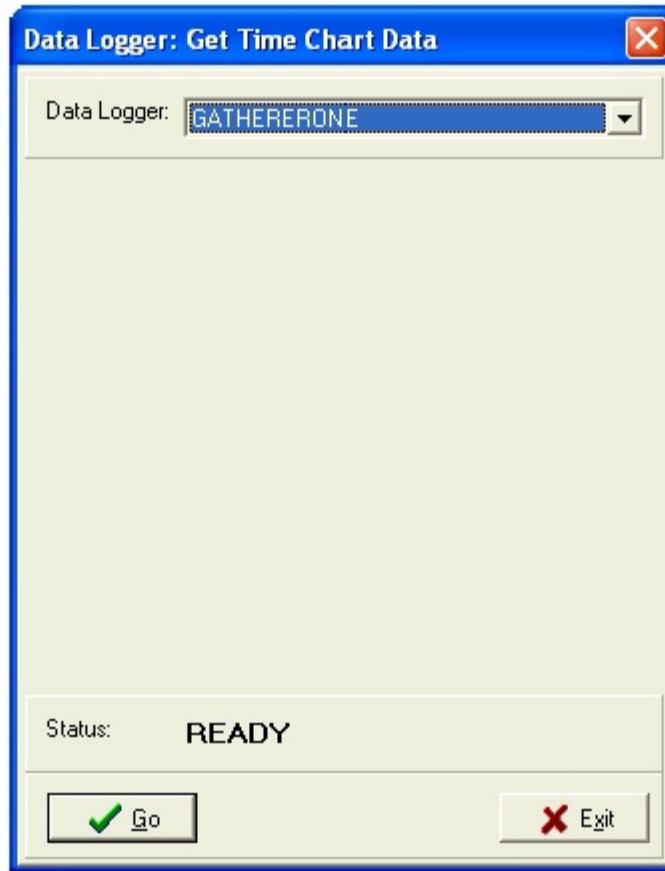 Data Logger: Get Time Chart Data
Data Logger: GATHERERONE
Status: READY
Go Exit